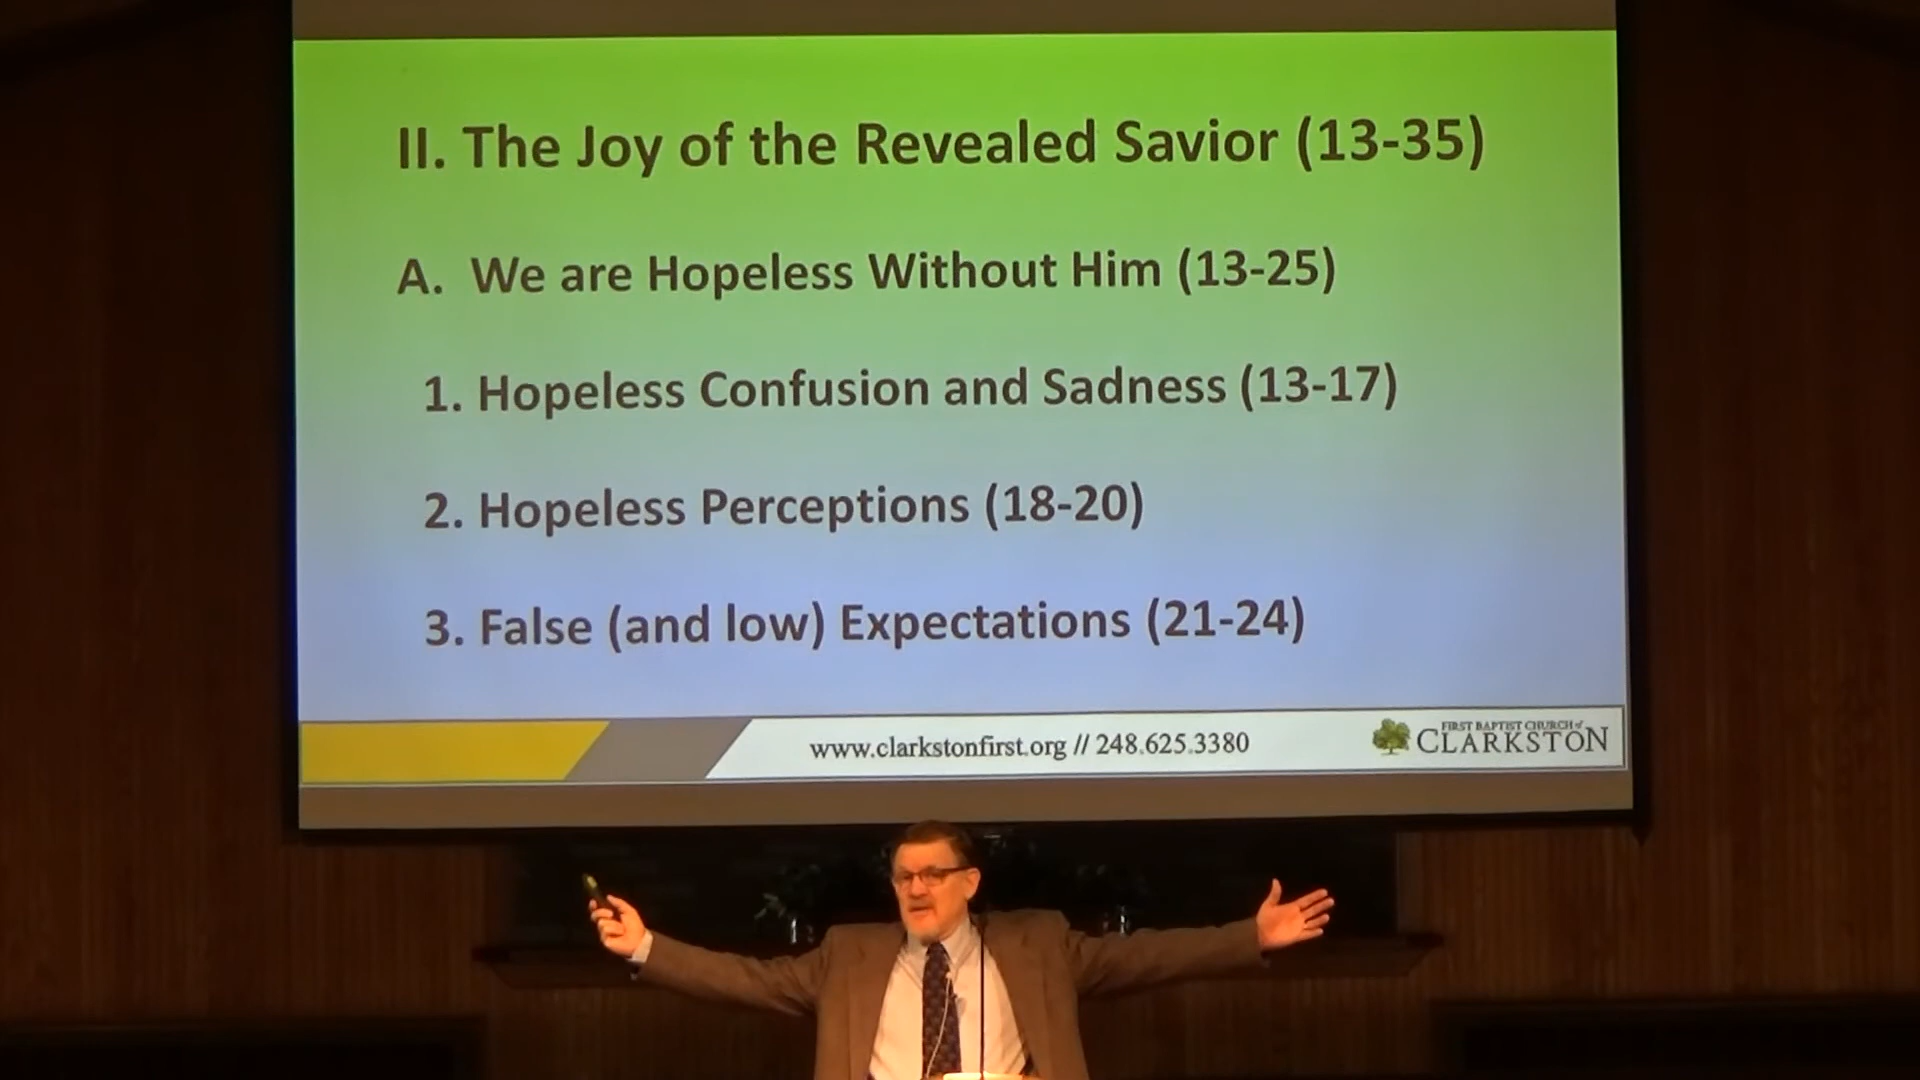 II. The Joy of the Revealed Savior (13-35)
A. We are Hopeless Without Him (13-25)
1. Hopeless Confusion and Sadness (13-17)
2. Hopeless Perceptions (18-20)
3. False (and low) Expectations (21-24)
www.clarkstonfirst.org // 248.625.3380
FIRST BAPTIST CHURCH of
CLARKSTON